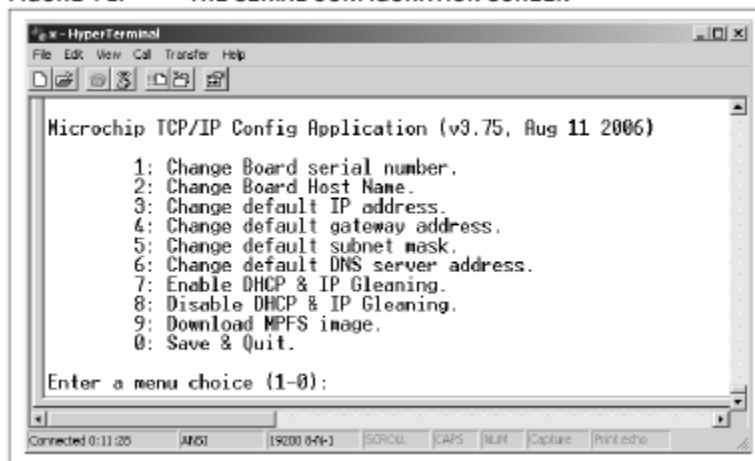 x - HyperTerminal
File Edit View Call Transfer Help
Microchip TCP/IP Config Application (v3.75, Aug 11 2006)
1: Change Board serial number.
2: Change Board Host Name.
3: Change default IP address.
4: Change default gateway address.
5: Change default subnet mask.
6: Change default DNS server address.
7: Enable DHCP & IP Gleaning.
8: Disable DHCP & IP Gleaning.
9: Download MPFS image.
0: Save & Quit.
Enter a menu choice (1-0):
Connected 0:11:28 ANSI 19200 8-N-1 SCROLL CAPS NUM Capture Print echo